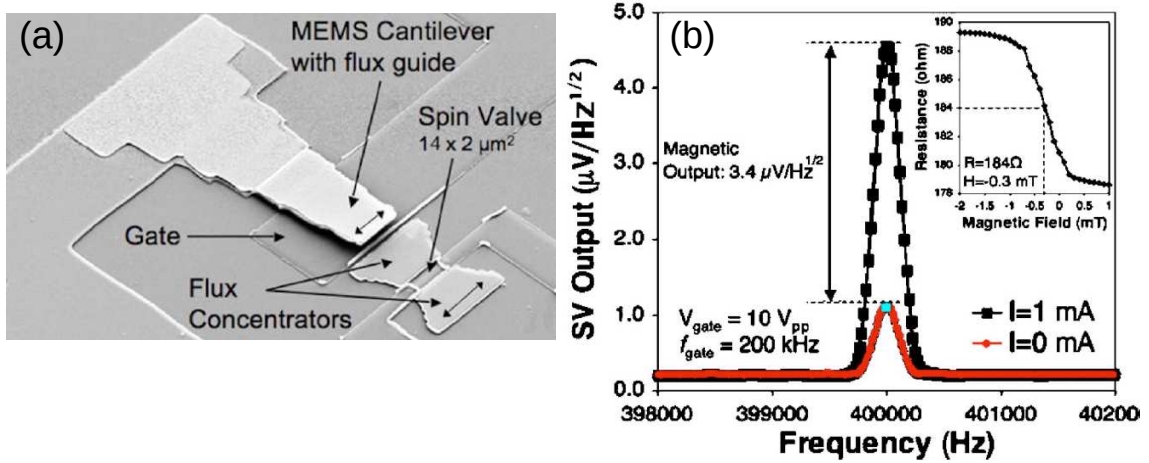 (a)
MEMS Cantilever
with flux guide
Spin Valve
14 x 2 μm²
Gate
Flux
Concentrators
(b)
SV Output (μV/Hz^1/2)
5.0
4.0
3.0
2.0
1.0
0.0
Magnetic
Output: 3.4 μV/Hz^1/2
V_gate = 10 V_pp
f_gate = 200 kHz
I=1 mA
I=0 mA
398000 399000 400000 401000 40200
Frequency (Hz)
Resistance (ohm)
190
188
186
184
182
180
178
R=184Ω
H=-0.3 mT
-2 -1.5 -1 -0.5 0 0.5 1
Magnetic Field (mT)